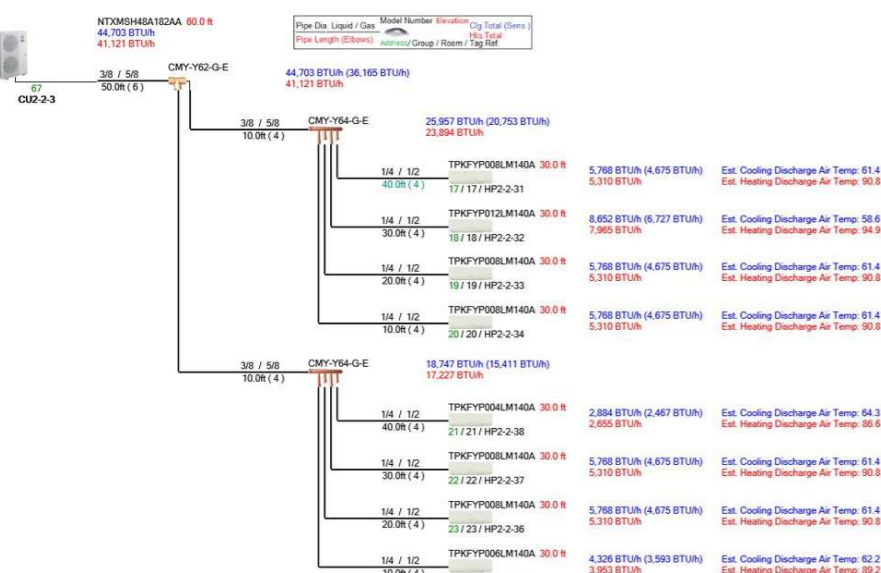 NTXMSH48A182AA 60.0 ft
44,703 BTU/h
41,121 BTU/h
Pipe Dia. Liquid / Gas Model Number Elevation Clg Total (Sens.)
Pipe Length (Elbows) Address/ Group / Room / Tag Ref. Htg Total
67
CU2-2-3
3/8 / 5/8
50.0ft ( 6 )
CMY-Y62-G-E
44,703 BTU/h (36,165 BTU/h)
41,121 BTU/h
3/8 / 5/8
10.0ft ( 4 )
CMY-Y64-G-E
25,957 BTU/h (20,753 BTU/h)
23,894 BTU/h
1/4 / 1/2
40.0ft ( 4 )
TPKFYP008LM140A 30.0 ft
17 / 17 / HP2-2-31
5,768 BTU/h (4,675 BTU/h) Est. Cooling Discharge Air Temp: 61.4
5,310 BTU/h Est. Heating Discharge Air Temp: 90.8
1/4 / 1/2
30.0ft ( 4 )
TPKFYP012LM140A 30.0 ft
18 / 18 / HP2-2-32
8,652 BTU/h (6,727 BTU/h) Est. Cooling Discharge Air Temp: 58.6
7,965 BTU/h Est. Heating Discharge Air Temp: 94.9
1/4 / 1/2
20.0ft ( 4 )
TPKFYP008LM140A 30.0 ft
19 / 19 / HP2-2-33
5,768 BTU/h (4,675 BTU/h) Est. Cooling Discharge Air Temp: 61.4
5,310 BTU/h Est. Heating Discharge Air Temp: 90.8
1/4 / 1/2
10.0ft ( 4 )
TPKFYP008LM140A 30.0 ft
20 / 20 / HP2-2-34
5,768 BTU/h (4,675 BTU/h) Est. Cooling Discharge Air Temp: 61.4
5,310 BTU/h Est. Heating Discharge Air Temp: 90.8
3/8 / 5/8
10.0ft ( 4 )
CMY-Y64-G-E
18,747 BTU/h (15,411 BTU/h)
17,227 BTU/h
1/4 / 1/2
40.0ft ( 4 )
TPKFYP004LM140A 30.0 ft
21 / 21 / HP2-2-38
2,884 BTU/h (2,467 BTU/h) Est. Cooling Discharge Air Temp: 64.3
2,655 BTU/h Est. Heating Discharge Air Temp: 86.6
1/4 / 1/2
30.0ft ( 4 )
TPKFYP008LM140A 30.0 ft
22 / 22 / HP2-2-37
5,768 BTU/h (4,675 BTU/h) Est. Cooling Discharge Air Temp: 61.4
5,310 BTU/h Est. Heating Discharge Air Temp: 90.8
1/4 / 1/2
20.0ft ( 4 )
TPKFYP008LM140A 30.0 ft
23 / 23 / HP2-2-36
5,768 BTU/h (4,675 BTU/h) Est. Cooling Discharge Air Temp: 61.4
5,310 BTU/h Est. Heating Discharge Air Temp: 90.8
1/4 / 1/2
10.0ft ( 4 )
TPKFYP006LM140A 30.0 ft
4,326 BTU/h (3,593 BTU/h) Est. Cooling Discharge Air Temp: 62.2
3,953 BTU/h Est. Heating Discharge Air Temp: 89.2